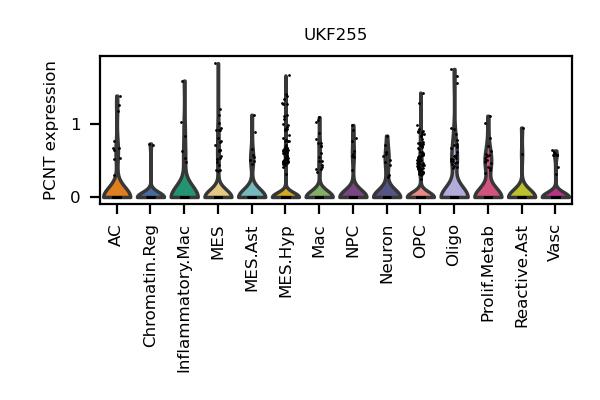 UKF255
PCNT expression
1
0
AC
Chromatin.Reg
Inflammatory.Mac
MES
MES.Ast
MES.Hyp
Mac
NPC
Neuron
OPC
Oligo
Prolif.Metab
Reactive.Ast
Vasc